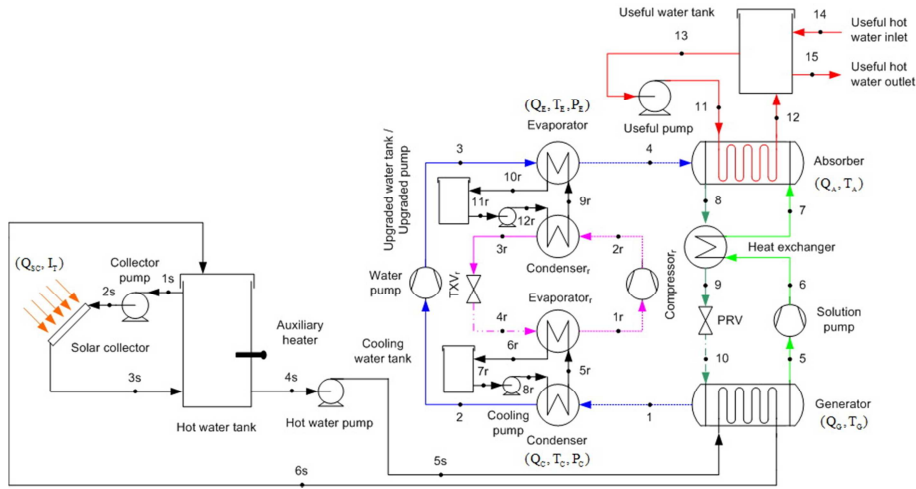 Useful water tank
14
Useful hot
water inlet
13
15
Useful hot
water outlet
11
12
Useful pump
(Q_E, T_E, P_E)
Evaporator
3
4
Absorber
(Q_A, T_A)
10r
11r
12r
9r
8
7
Upgraded water tank /
Upgraded pump
3r
2r
Condenser_r
Heat exchanger
(Q_SC, I_T)
Collector
pump
1s
2s
Water
pump
TXV_r
Evaporator_r
Compressor_r
9
6
PRV
Solution
pump
Solar collector
Auxiliary
heater
Cooling
water tank
4r
1r
6r
7r
8r
5r
10
5
3s
4s
Hot water tank
Hot water pump
2
Cooling
pump
1
Condenser
(Q_C, T_C, P_C)
Generator
(Q_G, T_G)
5s
6s